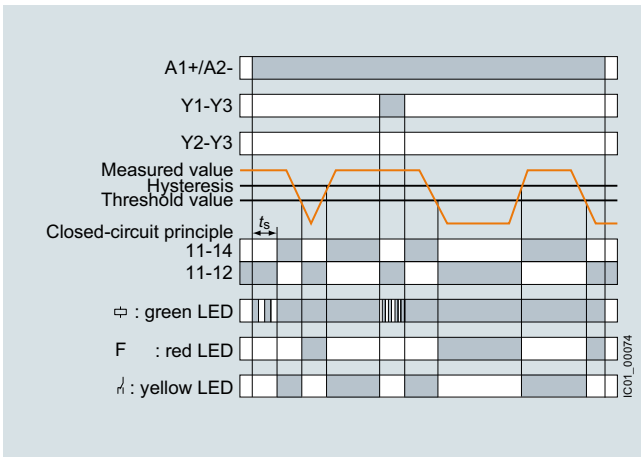 A1+/A2-
Y1-Y3
Y2-Y3
Measured value
Hysteresis
Threshold value
Closed-circuit principle
ts
11-14
11-12
: green LED
F : red LED
: yellow LED
IC01_00074